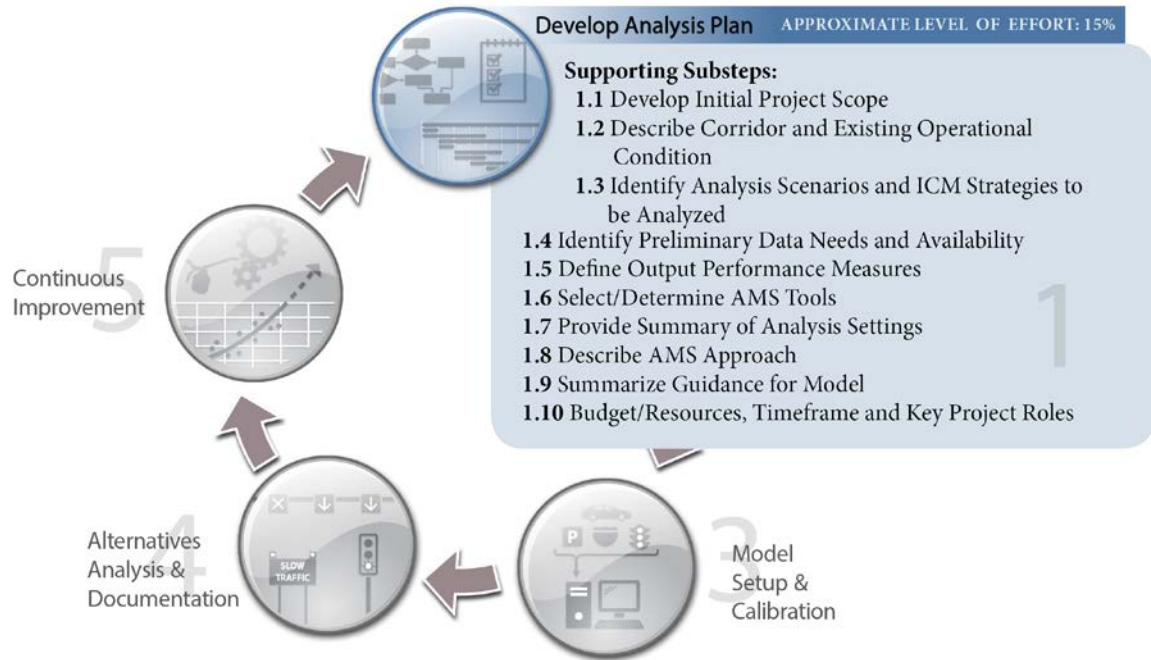 Develop Analysis Plan APPROXIMATE LEVEL OF EFFORT: 15%
Supporting Substeps:
1.1 Develop Initial Project Scope
1.2 Describe Corridor and Existing Operational
Condition
1.3 Identify Analysis Scenarios and ICM Strategies to
be Analyzed
1.4 Identify Preliminary Data Needs and Availability
1.5 Define Output Performance Measures
1.6 Select/Determine AMS Tools
1.7 Provide Summary of Analysis Settings
1.8 Describe AMS Approach
1.9 Summarize Guidance for Model
1.10 Budget/Resources, Timeframe and Key Project Roles
1
3
Model
Setup &
Calibration
P
4
Alternatives
Analysis &
Documentation
SLOW
TRAFFIC
5
Continuous
Improvement